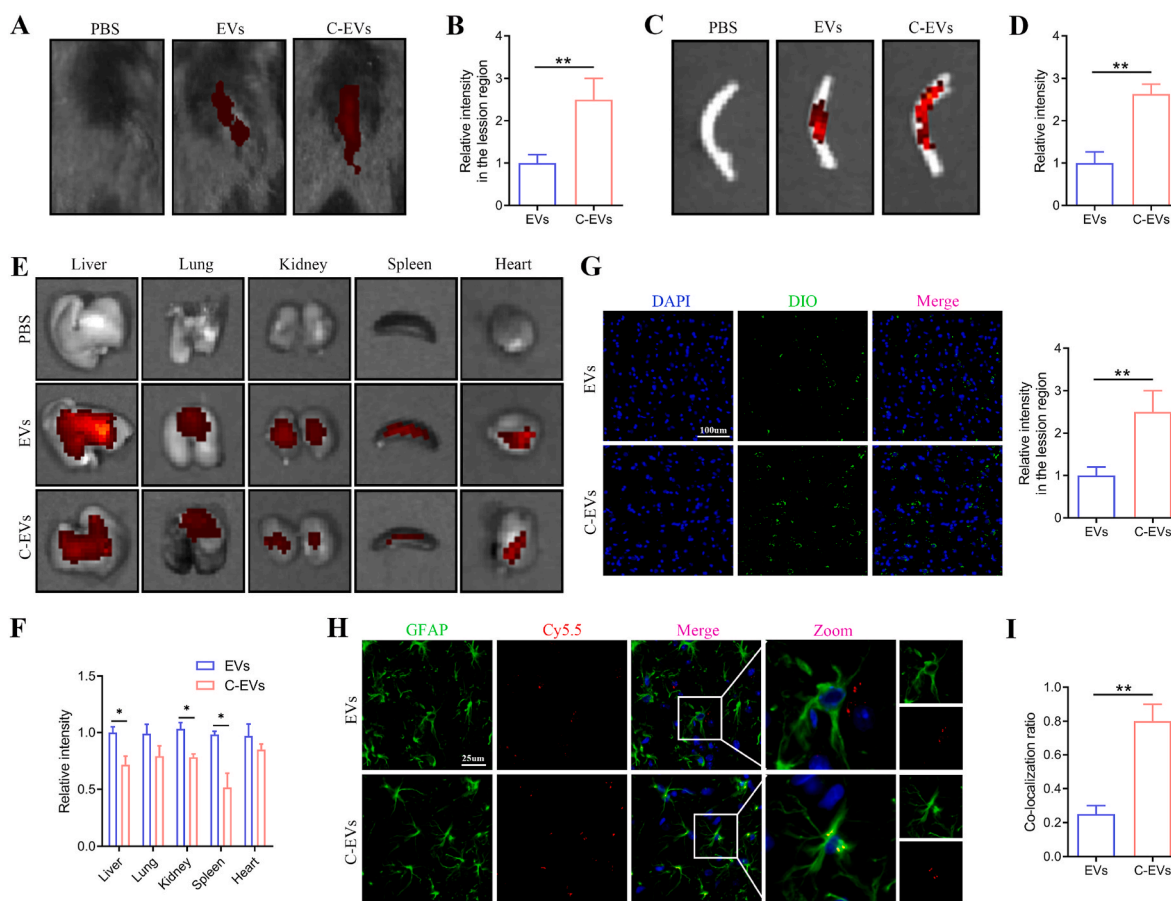 A
PBS
EVs
C-EVs
B
Relative intensity
in the lession region
4
3
2
1
0
**
EVs
C-EVs
C
PBS
EVs
C-EVs
D
Relative intensity
4
3
2
1
0
**
EVs
C-EVs
E
Liver
Lung
Kidney
Spleen
Heart
PBS
EVs
C-EVs
G
DAPI
DIO
Merge
EVs
100um
C-EVs
Relative intensity
in the lession region
4
3
2
1
0
**
EVs
C-EVs
F
EVs
C-EVs
Relative intensity
1.5
1.0
0.5
0.0
*
*
*
Liver
Lung
Kidney
Spleen
Heart
H
GFAP
Cy5.5
Merge
Zoom
EVs
25um
C-EVs
I
Co-localization ratio
1.0
0.8
0.6
0.4
0.2
0.0
**
EVs
C-EVs